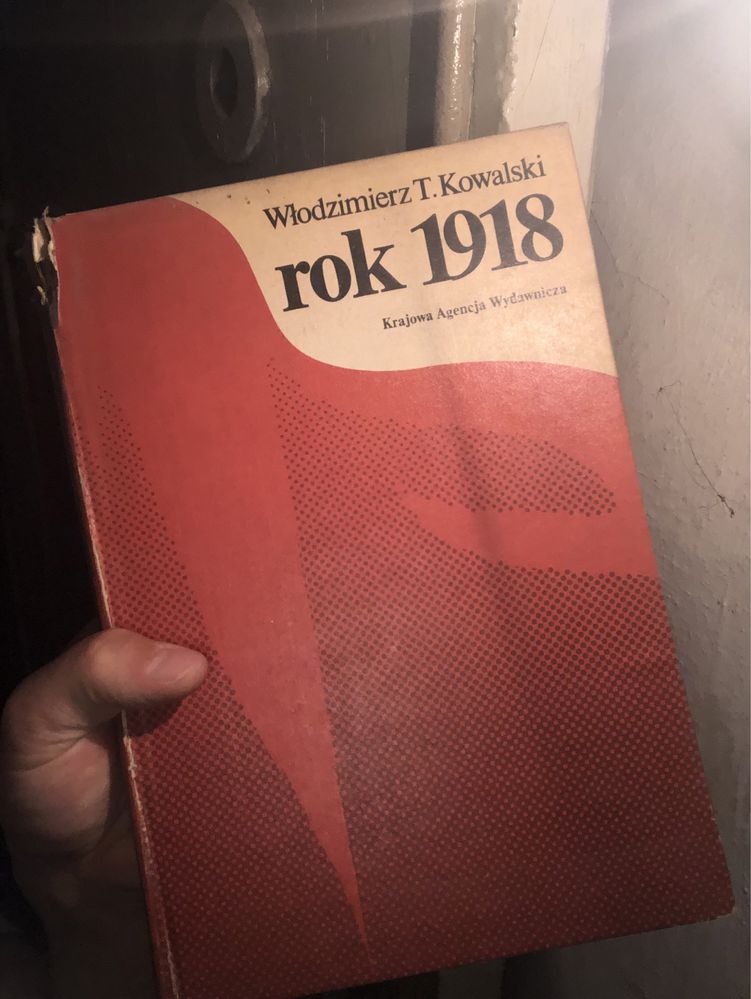 Włodzimierz T. Kowalski
rok 1918
Krajowa Agencja Wydawnicza